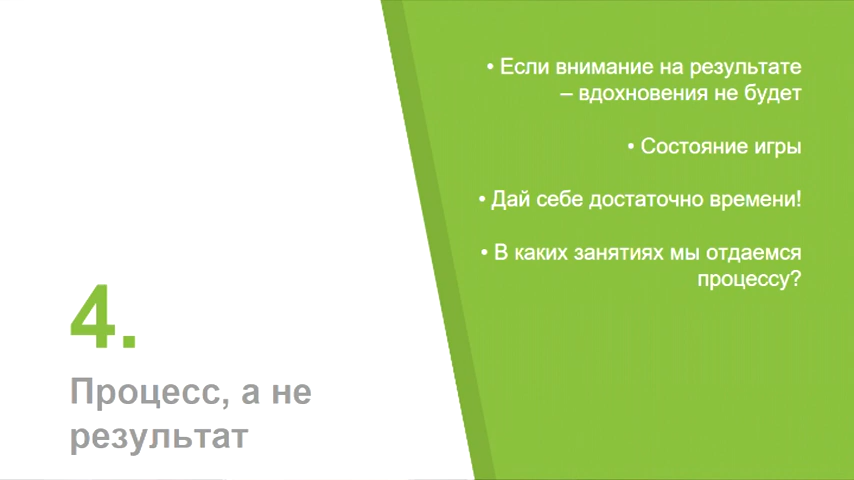 4.
Процесс, а не
результат
• Если внимание на результате
– вдохновения не будет
• Состояние игры
• Дай себе достаточно времени!
• В каких занятиях мы отдаемся
процессу?